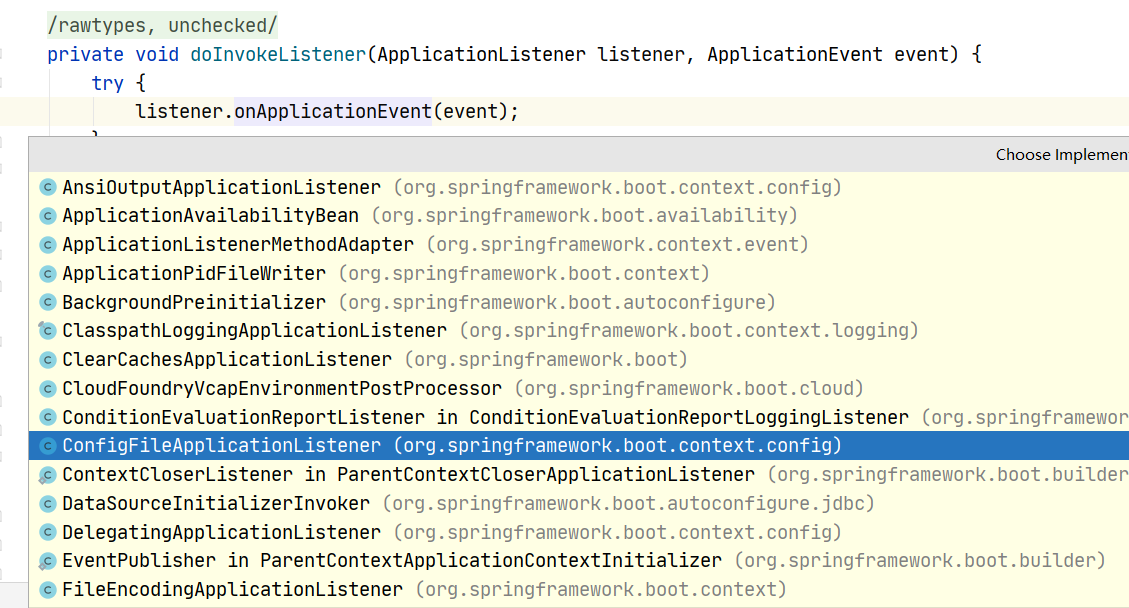 /rawtypes, unchecked/
private void doInvokeListener(ApplicationListener listener, ApplicationEvent event) {
try {
listener.onApplicationEvent(event);
Choose Implemen
AnsiOutputApplicationListener (org.springframework.boot.context.config)
ApplicationAvailabilityBean (org.springframework.boot.availability)
ApplicationListenerMethodAdapter (org.springframework.context.event)
ApplicationPidFileWriter (org.springframework.boot.context)
BackgroundPreinitializer (org.springframework.boot.autoconfigure)
ClasspathLoggingApplicationListener (org.springframework.boot.context.logging)
ClearCachesApplicationListener (org.springframework.boot)
CloudFoundryVcapEnvironmentPostProcessor (org.springframework.boot.cloud)
ConditionEvaluationReportListener in ConditionEvaluationReportLoggingListener (org.springframewor
ConfigFileApplicationListener (org.springframework.boot.context.config)
ContextCloserListener in ParentContextCloserApplicationListener (org.springframework.boot.builder
DataSourceInitializerInvoker (org.springframework.boot.autoconfigure.jdbc)
DelegatingApplicationListener (org.springframework.boot.context.config)
EventPublisher in ParentContextApplicationContextInitializer (org.springframework.boot.builder)
FileEncodingApplicationListener (org.springframework.boot.context)